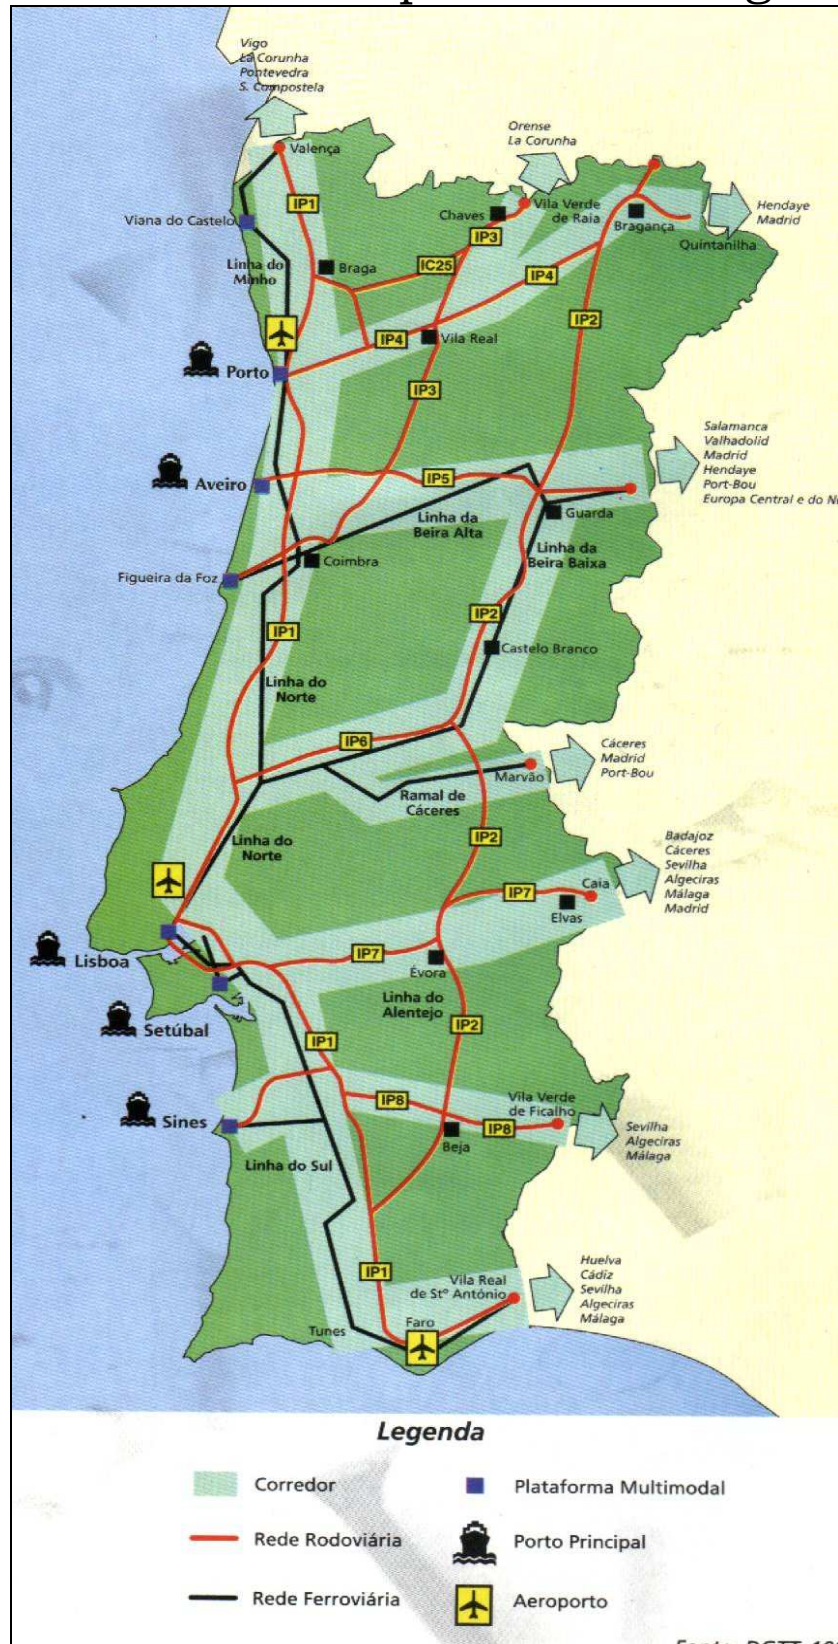 Vigo
La Corunha
Pontevedra
S. Compostela
Orense
La Corunha
Valença
Hendaye
Madrid
IP1
Chaves
Vila Verde
de Raia
Bragança
Quintanilha
Viana do Castelo
IP3
Linha do
Minho
Braga
IC25
IP4
IP2
IP4
Vila Real
Porto
IP3
Salamanca
Valhadolid
Madrid
Hendaye
Port-Bou
Europa Central e do
Aveiro
IP5
Guarda
Linha da
Beira Alta
Linha da
Beira Baixa
Coimbra
Figueira da Foz
IP1
IP2
Castelo Branco
Linha do
Norte
IP6
Cáceres
Madrid
Port-Bou
Marvão
Ramal de
Cáceres
Linha do
Norte
IP2
Badajoz
Cáceres
Sevilha
Algeciras
Málaga
Madrid
Caia
IP7
Elvas
Lisboa
IP7
Évora
Linha do
Alentejo
Setúbal
IP2
IP1
Sines
IP8
Vila Verde
de Ficalho
IP8
Beja
Sevilha
Algeciras
Málaga
Linha do Sul
IP1
Vila Real
de Stº António
Huelva
Cádiz
Sevilha
Algeciras
Málaga
Tunes
Faro
Legenda
Corredor
Plataforma Multimodal
Rede Rodoviária
Porto Principal
Rede Ferroviária
Aeroporto